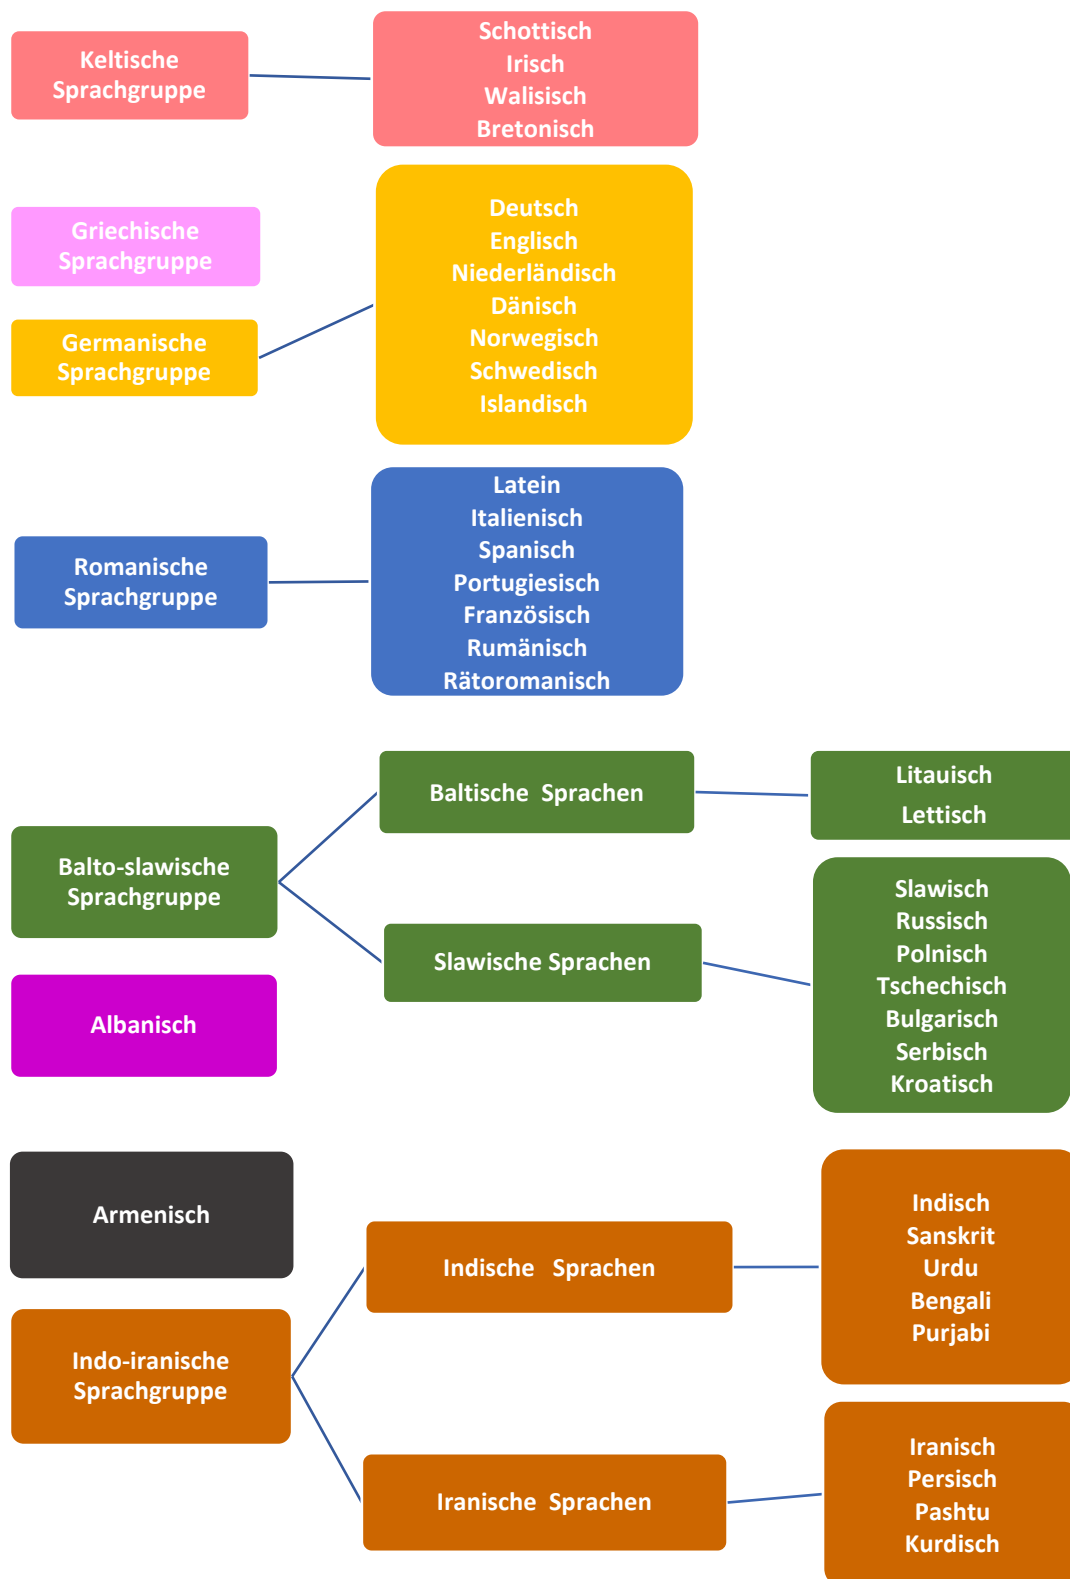 Keltische
Sprachgruppe
Schottisch
Irisch
Walisisch
Bretonisch
Griechische
Sprachgruppe
Germanische
Sprachgruppe
Deutsch
Englisch
Niederländisch
Dänisch
Norwegisch
Schwedisch
Islandisch
Romanische
Sprachgruppe
Latein
Italienisch
Spanisch
Portugiesisch
Französisch
Rumänisch
Rätoromanisch
Balto-slawische
Sprachgruppe
Baltische Sprachen
Litauisch
Lettisch
Slawische Sprachen
Slawisch
Russisch
Polnisch
Tschechisch
Bulgarisch
Serbisch
Kroatisch
Albanisch
Armenisch
Indo-iranische
Sprachgruppe
Indische Sprachen
Indisch
Sanskrit
Urdu
Bengali
Purjabi
Iranische Sprachen
Iranisch
Persisch
Pashtu
Kurdisch